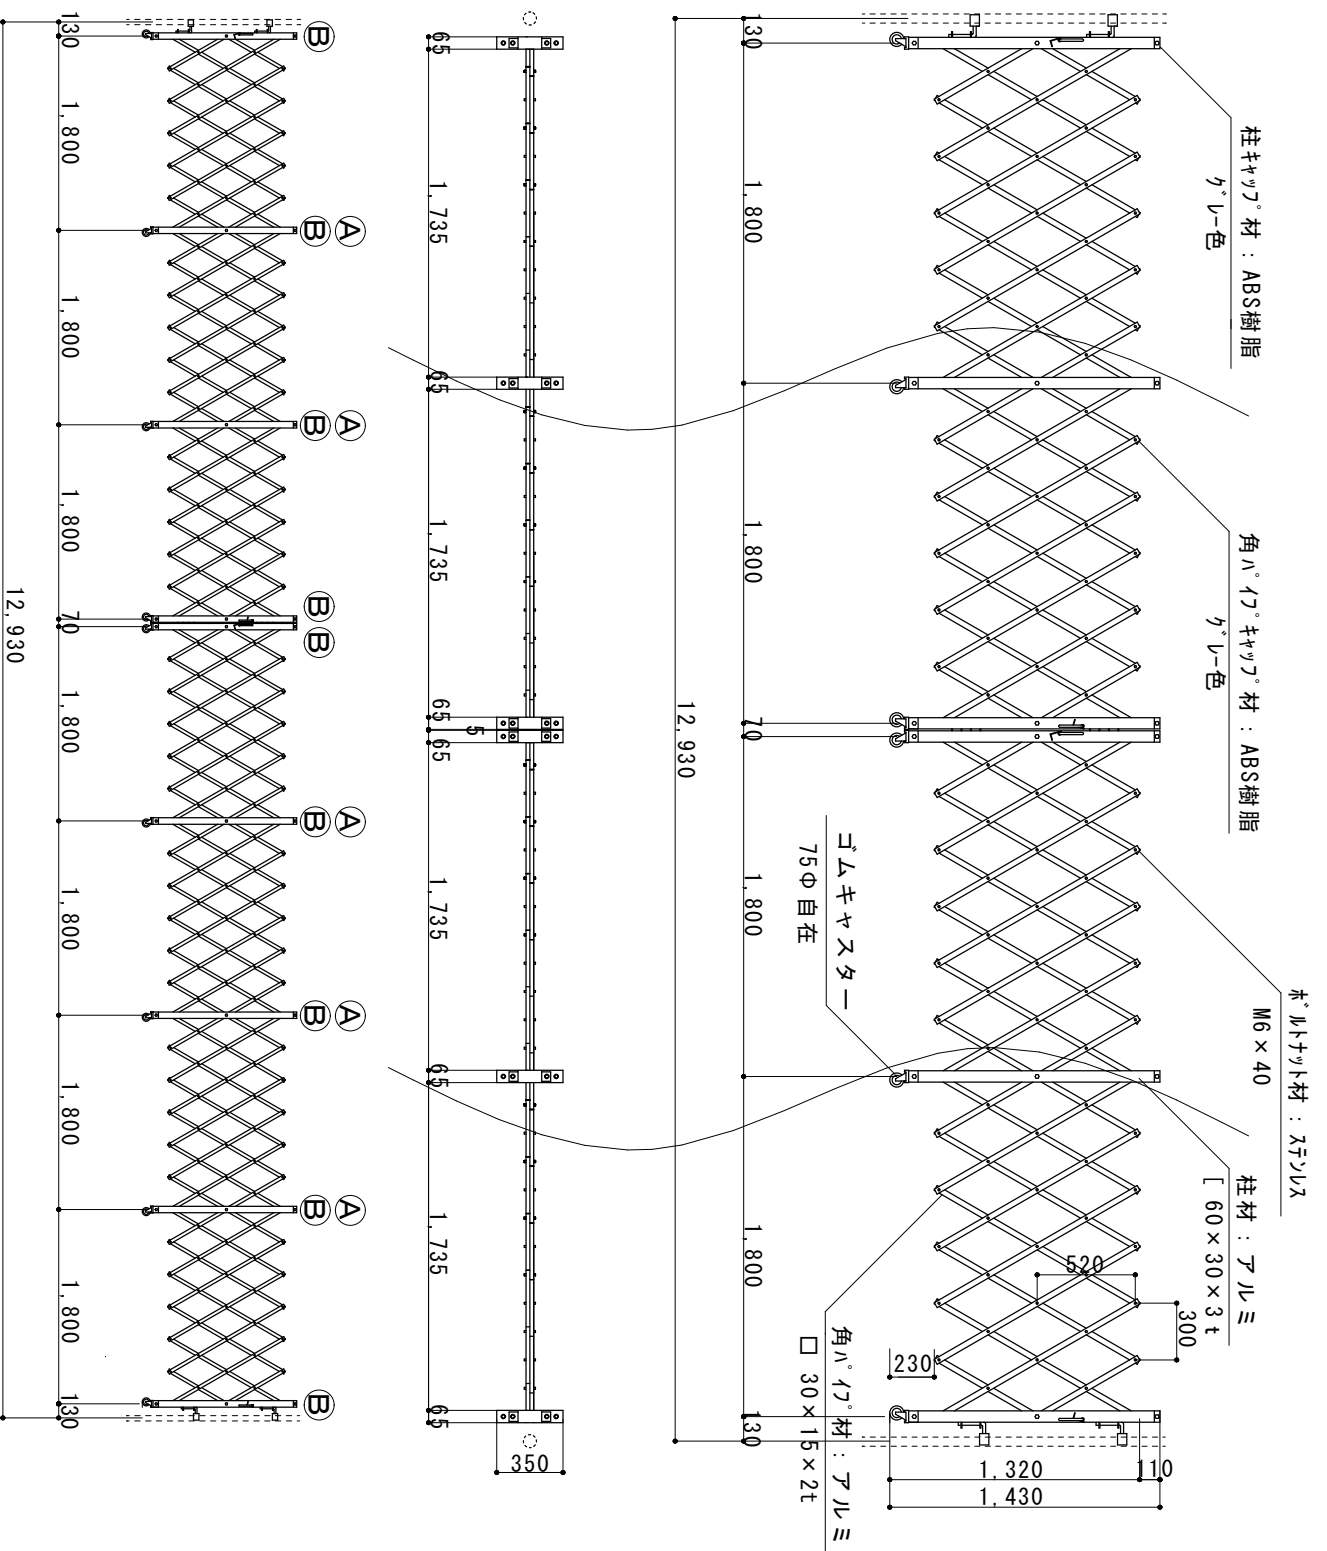 柱ｷｬｯﾌﾟ材：ABS樹脂
ｸﾞﾚｰ色
角ﾊﾟｲﾌﾟｷｬｯﾌﾟ材：ABS樹脂
ｸﾞﾚｰ色
ﾎﾞﾙﾄﾅｯﾄ材：ｽﾃﾝﾚｽ
M6×40
柱材：アルミ
[ 60×30×3t
ゴムキャスター
75Φ自在
角ﾊﾟｲﾌﾟ材：アルミ
□ 30×15×2t
520
300
230
1,320
110
1,430
130
1,800
1,800
70
1,800
1,800
130
12,930
65
1,735
65
1,735
65
5
65
1,735
65
1,735
65
350
B
B A
B A
B
B
B A
B A
B A
B
130
1,800
1,800
1,800
70
1,800
1,800
1,800
1,800
130
12,930